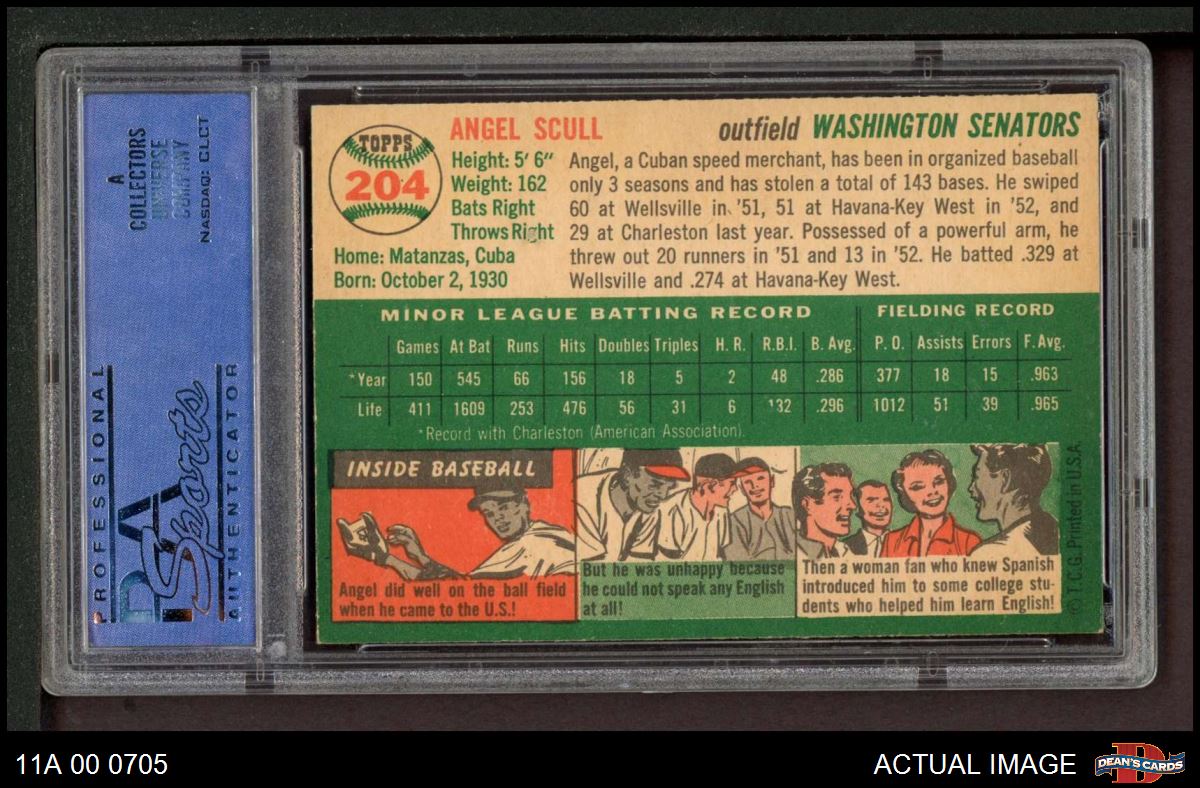 A
COLLECTORS
UNIVERSE
COMPANY
NASDAQ: CLCT
PROFESSIONAL
PSA
Sports
AUTHENTICATOR
TOPPS
204
ANGEL SCULL
outfield WASHINGTON SENATORS
Height: 5' 6"
Weight: 162
Bats Right
Throws Right
Home: Matanzas, Cuba
Born: October 2, 1930
Angel, a Cuban speed merchant, has been in organized baseball
only 3 seasons and has stolen a total of 143 bases. He swiped
60 at Wellsville in '51, 51 at Havana-Key West in '52, and
29 at Charleston last year. Possessed of a powerful arm, he
threw out 20 runners in '51 and 13 in '52. He batted .329 at
Wellsville and .274 at Havana-Key West.
MINOR LEAGUE BATTING RECORD FIELDING RECORD
Games At Bat Runs Hits Doubles Triples H. R. R.B.I. B. Avg. P. O. Assists Errors F. Avg.
*Year 150 545 66 156 18 5 2 48 .286 377 18 15 .963
Life 411 1609 253 476 56 31 6 132 .296 1012 51 39 .965
*Record with Charleston (American Association).
INSIDE BASEBALL
Angel did well on the ball field
when he came to the U.S.!
But he was unhappy because
he could not speak any English
at all!
Then a woman fan who knew Spanish
introduced him to some college stu-
dents who helped him learn English!
© T.C.G. Printed in U.S.A.
11A 00 0705
ACTUAL IMAGE
D
DEAN'S CARDS